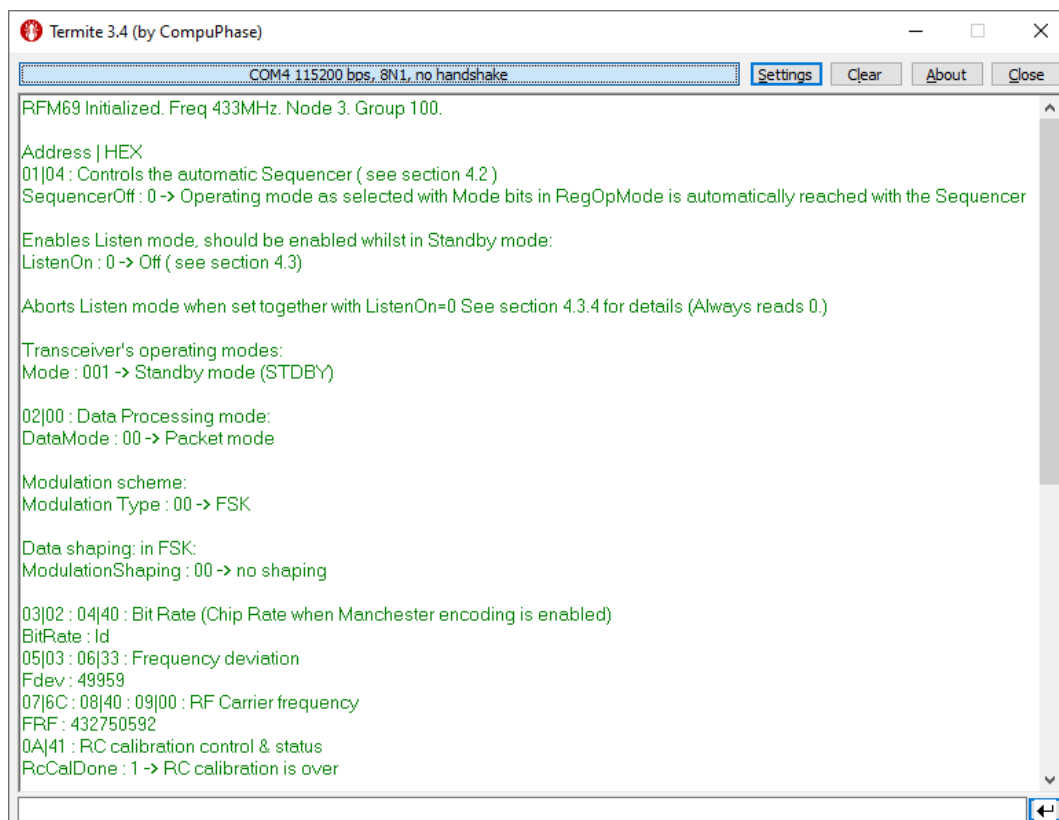 Termite 3.4 (by CompuPhase)
COM4 115200 bps, 8N1, no handshake
Settings
Clear
About
Close
RFM69 Initialized. Freq 433MHz. Node 3. Group 100.
Address | HEX
01|04 : Controls the automatic Sequencer ( see section 4.2 )
SequencerOff : 0 -> Operating mode as selected with Mode bits in RegOpMode is automatically reached with the Sequencer
Enables Listen mode, should be enabled whilst in Standby mode:
ListenOn : 0 -> Off ( see section 4.3)
Aborts Listen mode when set together with ListenOn=0 See section 4.3.4 for details (Always reads 0.)
Transceiver's operating modes:
Mode : 001 -> Standby mode (STDBY)
02|00 : Data Processing mode:
DataMode : 00 -> Packet mode
Modulation scheme:
Modulation Type : 00 -> FSK
Data shaping: in FSK:
ModulationShaping : 00 -> no shaping
03|02 : 04|40 : Bit Rate (Chip Rate when Manchester encoding is enabled)
BitRate : ld
05|03 : 06|33 : Frequency deviation
Fdev : 49959
07|6C : 08|40 : 09|00 : RF Carrier frequency
FRF : 432750592
0A|41 : RC calibration control & status
RcCalDone : 1 -> RC calibration is over